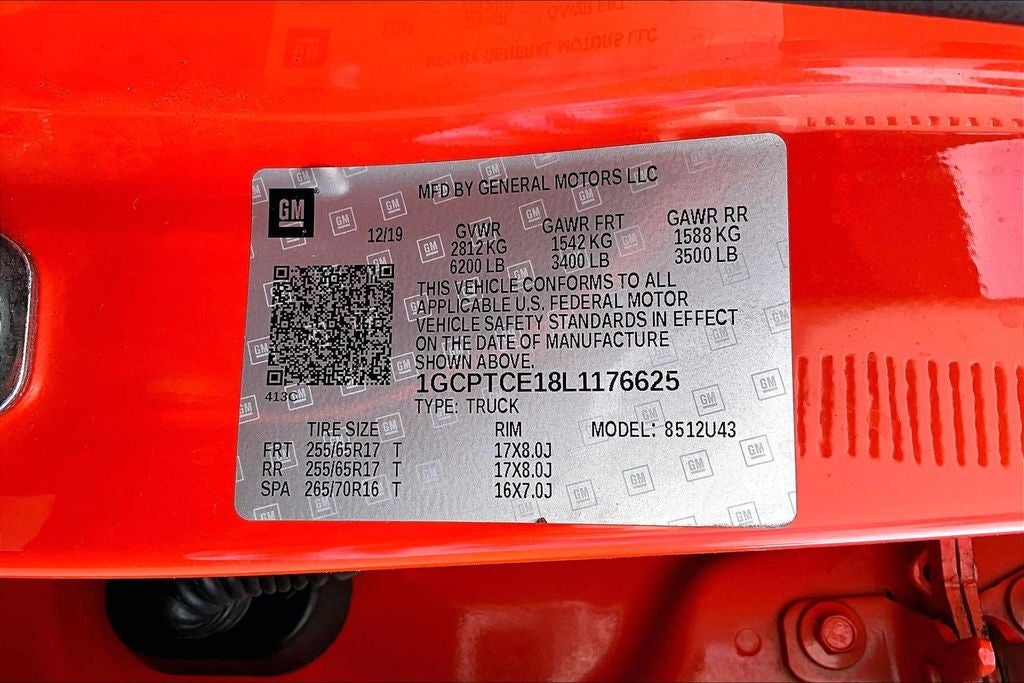 GM
MFD BY GENERAL MOTORS LLC
12/19
GVWR GAWR FRT GAWR RR
2812 KG 1542 KG 1588 KG
6200 LB 3400 LB 3500 LB
THIS VEHICLE CONFORMS TO ALL
APPLICABLE U.S. FEDERAL MOTOR
VEHICLE SAFETY STANDARDS IN EFFECT
ON THE DATE OF MANUFACTURE
SHOWN ABOVE.
413G
1GCPTCE18L1176625
TYPE: TRUCK
TIRE SIZE RIM MODEL: 8512U43
FRT 255/65R17 T 17X8.0J
RR 255/65R17 T 17X8.0J
SPA 265/70R16 T 16X7.0J